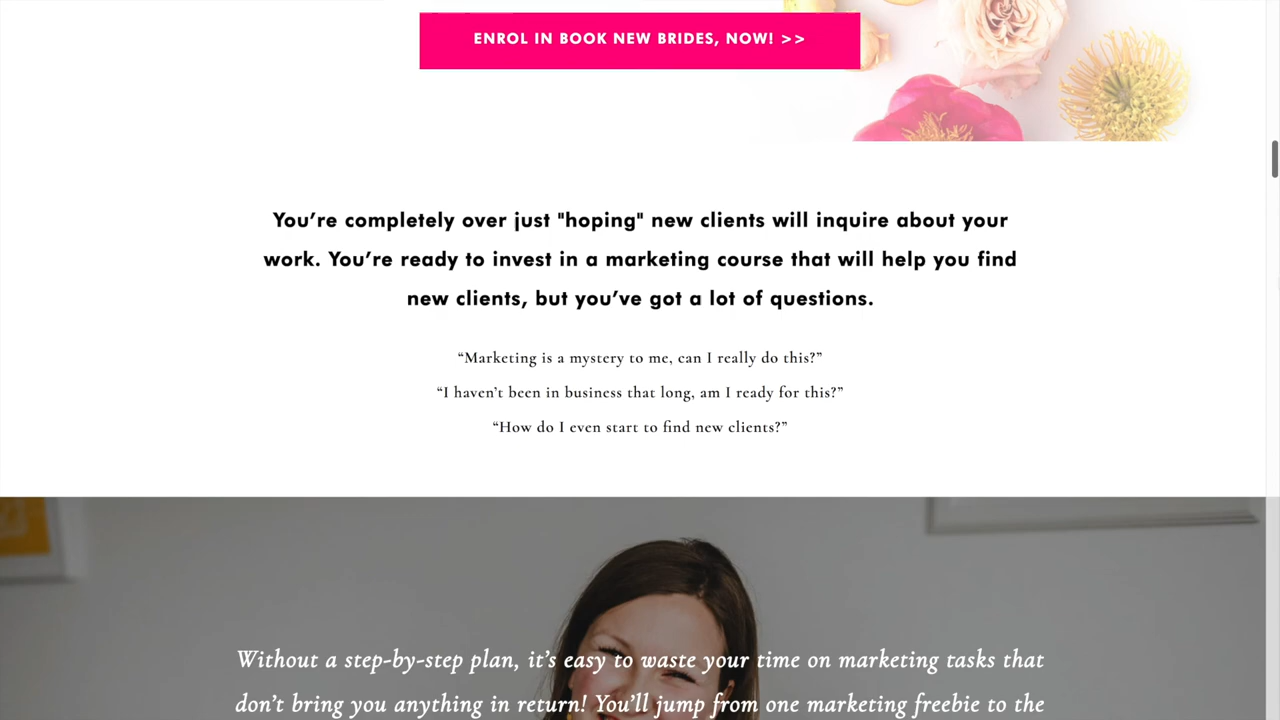 ENROL IN BOOK NEW BRIDES, NOW! >>
You’re completely over just "hoping" new clients will inquire about your
work. You’re ready to invest in a marketing course that will help you find
new clients, but you’ve got a lot of questions.
“Marketing is a mystery to me, can I really do this?”
“I haven’t been in business that long, am I ready for this?”
“How do I even start to find new clients?”
Without a step-by-step plan, it’s easy to waste your time on marketing tasks that
don’t bring you anything in return! You’ll jump from one marketing freebie to the